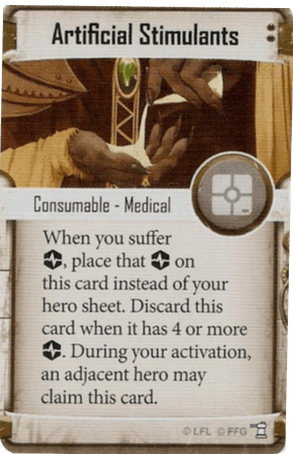 Artificial Stimulants
Consumable - Medical
When you suffer
, place that on
this card instead of your
hero sheet. Discard this
card when it has 4 or more
. During your activation,
an adjacent hero may
claim this card.
© LFL © FFG